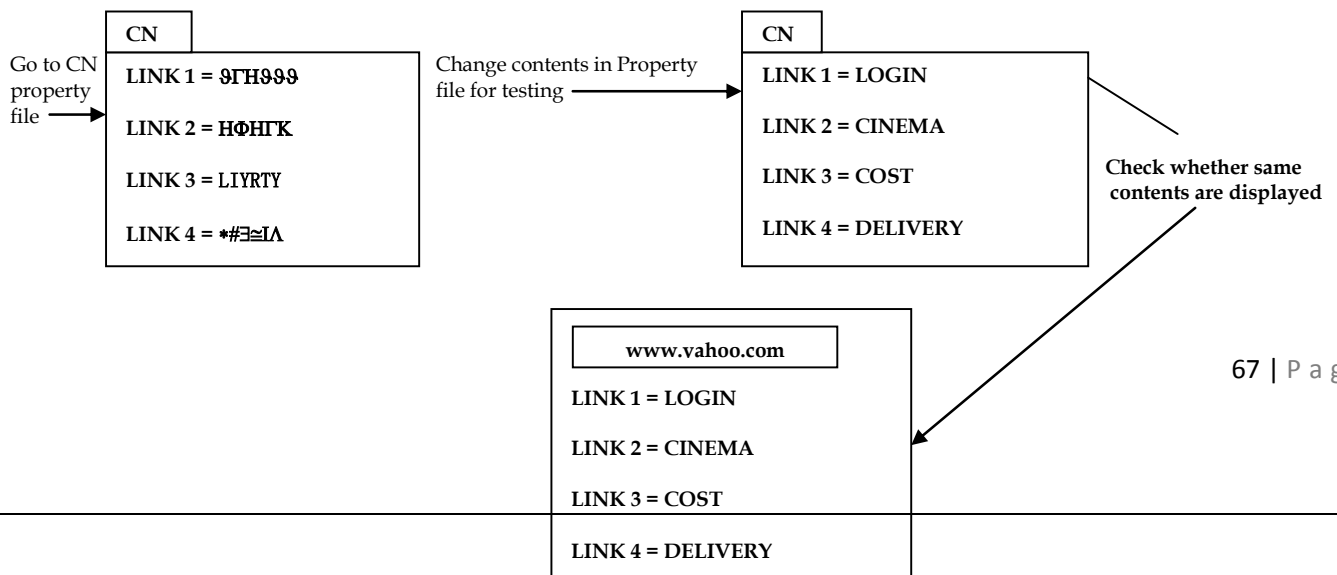 CN
Go to CN
property
file
LINK 1 = ϑΓΗϑϑϑ
LINK 2 = ΗΦΗΓΚ
LINK 3 = LIYRTY
LINK 4 = *#∃≅ΙΛ
Change contents in Property
file for testing
CN
LINK 1 = LOGIN
LINK 2 = CINEMA
LINK 3 = COST
LINK 4 = DELIVERY
Check whether same
contents are displayed
www.yahoo.com
LINK 1 = LOGIN
LINK 2 = CINEMA
LINK 3 = COST
LINK 4 = DELIVERY
67 | P a g